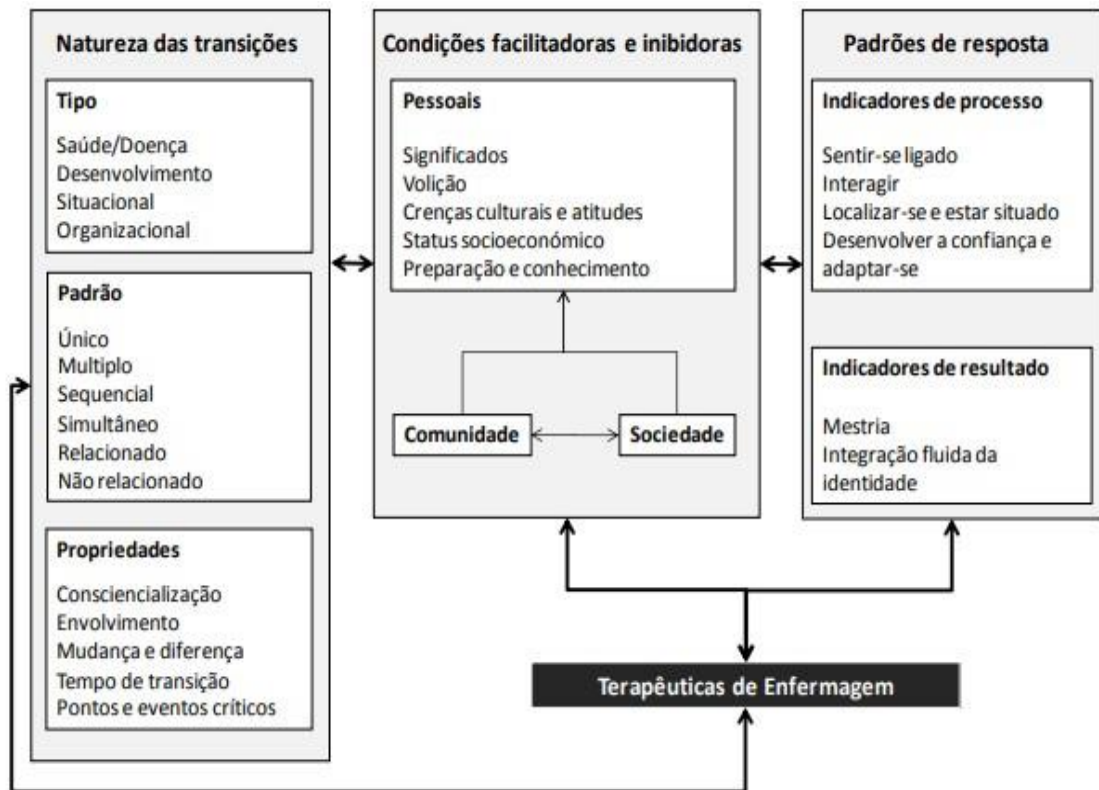 Natureza das transições
Tipo
Saúde/Doença
Desenvolvimento
Situacional
Organizacional
Padrão
Único
Multiplo
Sequencial
Simultâneo
Relacionado
Não relacionado
Propriedades
Consciencialização
Envolvimento
Mudança e diferença
Tempo de transição
Pontos e eventos críticos
Condições facilitadoras e inibidoras
Pessoais
Significados
Volição
Crenças culturais e atitudes
Status socioeconómico
Preparação e conhecimento
Comunidade
Sociedade
Padrões de resposta
Indicadores de processo
Sentir-se ligado
Interagir
Localizar-se e estar situado
Desenvolver a confiança e
adaptar-se
Indicadores de resultado
Mestria
Integração fluida da
identidade
Terapêuticas de Enfermagem